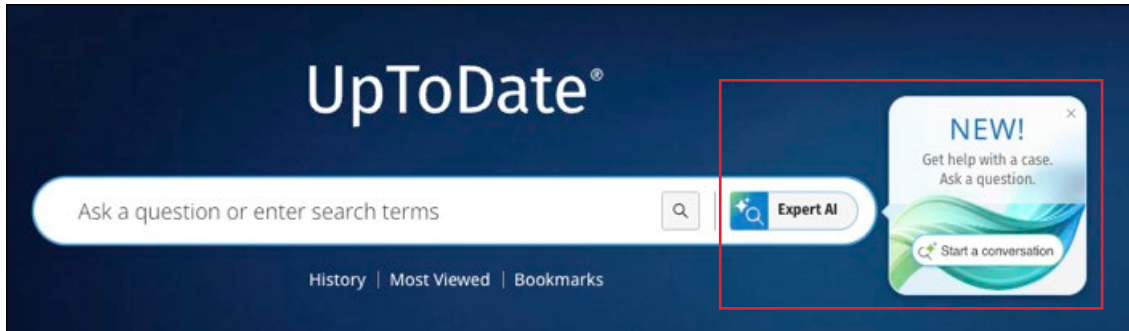 UpToDate®
Ask a question or enter search terms
Expert AI
NEW!
Get help with a case.
Ask a question.
Start a conversation
History | Most Viewed | Bookmarks